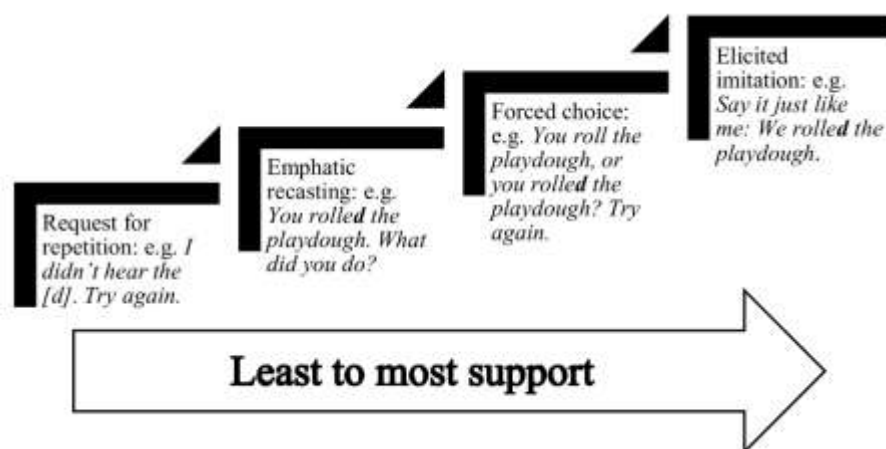 Request for
repetition: e.g. I
didn't hear the
[d]. Try again.
Emphatic
recasting: e.g.
You rolled the
playdough. What
did you do?
Forced choice:
e.g. You roll the
playdough, or
you rolled the
playdough? Try
again.
Elicited
imitation: e.g.
Say it just like
me: We rolled the
playdough.
Least to most support